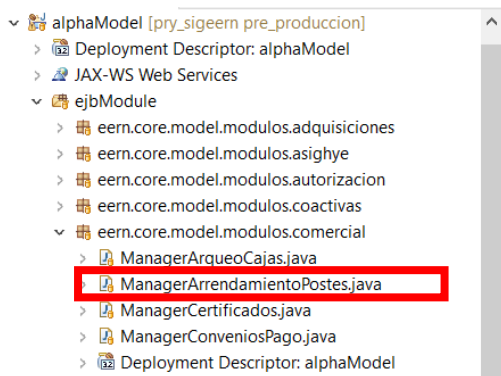 alphaModel [pry_sigeern pre_produccion]
Deployment Descriptor: alphaModel
JAX-WS Web Services
ejbModule
eern.core.model.modulos.adquisiciones
eern.core.model.modulos.asighye
eern.core.model.modulos.autorizacion
eern.core.model.modulos.coactivas
eern.core.model.modulos.comercial
ManagerArqueoCajas.java
ManagerArrendamientoPostes.java
ManagerCertificados.java
ManagerConveniosPago.java
Deployment Descriptor: alphaModel